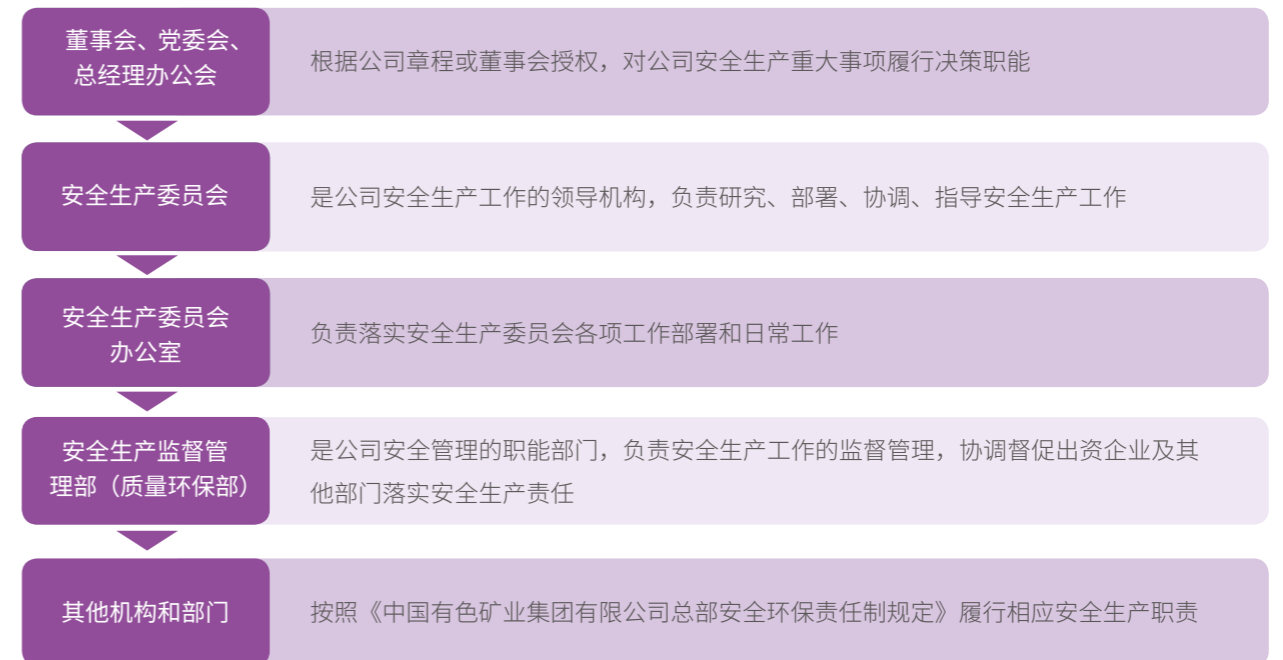 董事会、党委会、
总经理办公会
根据公司章程或董事会授权，对公司安全生产重大事项履行决策职能
安全生产委员会
是公司安全生产工作的领导机构，负责研究、部署、协调、指导安全生产工作
安全生产委员会
办公室
负责落实安全生产委员会各项工作部署和日常工作
安全生产监督管
理部（质量环保部）
是公司安全管理的职能部门，负责安全生产工作的监督管理，协调督促出资企业及其
他部门落实安全生产责任
其他机构和部门
按照《中国有色矿业集团有限公司总部安全环保责任制规定》履行相应安全生产职责